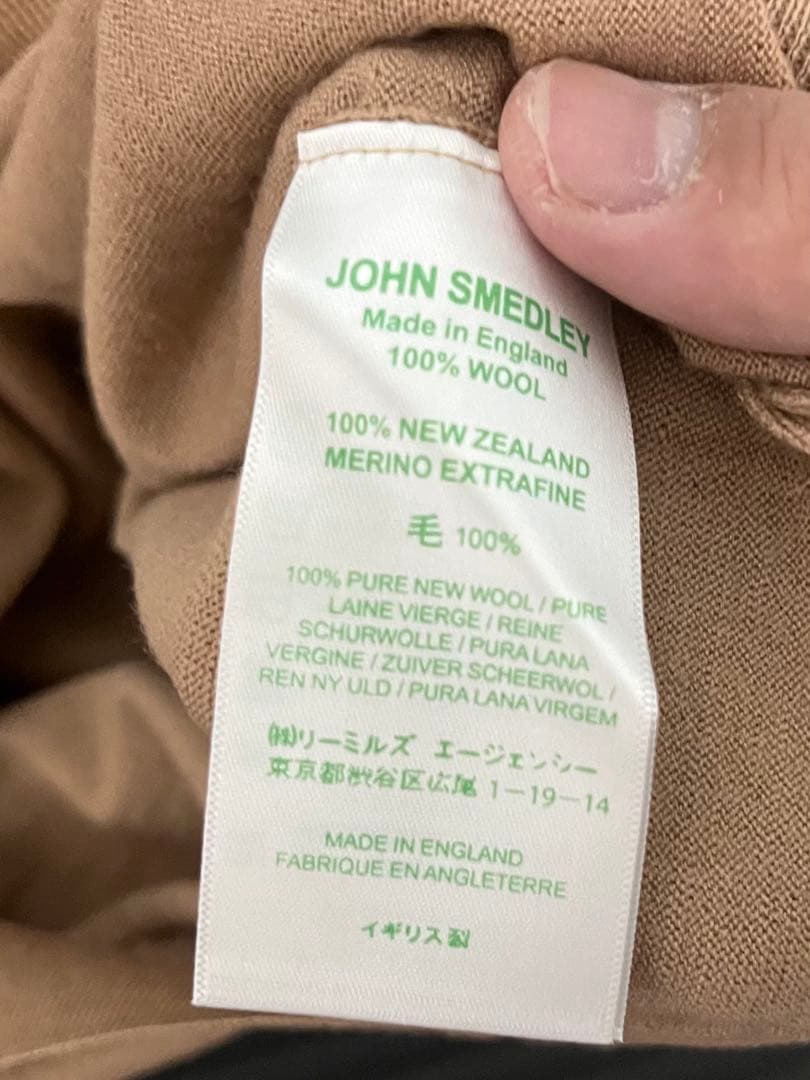 JOHN SMEDLEY
Made in England
100% WOOL
100% NEW ZEALAND
MERINO EXTRAFINE
毛 100%
100% PURE NEW WOOL / PURE
LAINE VIERGE / REINE
SCHURWOLLE / PURA LANA
VERGINE / ZUIVER SCHEERWOL /
REN NY ULD / PURA LANA VIRGEM
㈱リーミルズ エージェンシー
東京都渋谷区広尾 1-19-14
MADE IN ENGLAND
FABRIQUE EN ANGLETERRE
イギリス製